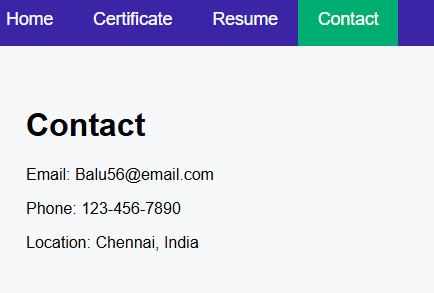 Home Certificate Resume Contact
Contact
Email: Balu56@email.com
Phone: 123-456-7890
Location: Chennai, India